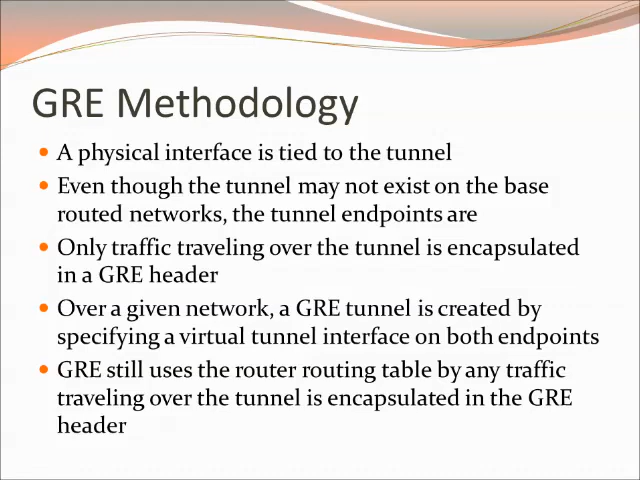 GRE Methodology
• A physical interface is tied to the tunnel
• Even though the tunnel may not exist on the base
routed networks, the tunnel endpoints are
• Only traffic traveling over the tunnel is encapsulated
in a GRE header
• Over a given network, a GRE tunnel is created by
specifying a virtual tunnel interface on both endpoints
• GRE still uses the router routing table by any traffic
traveling over the tunnel is encapsulated in the GRE
header